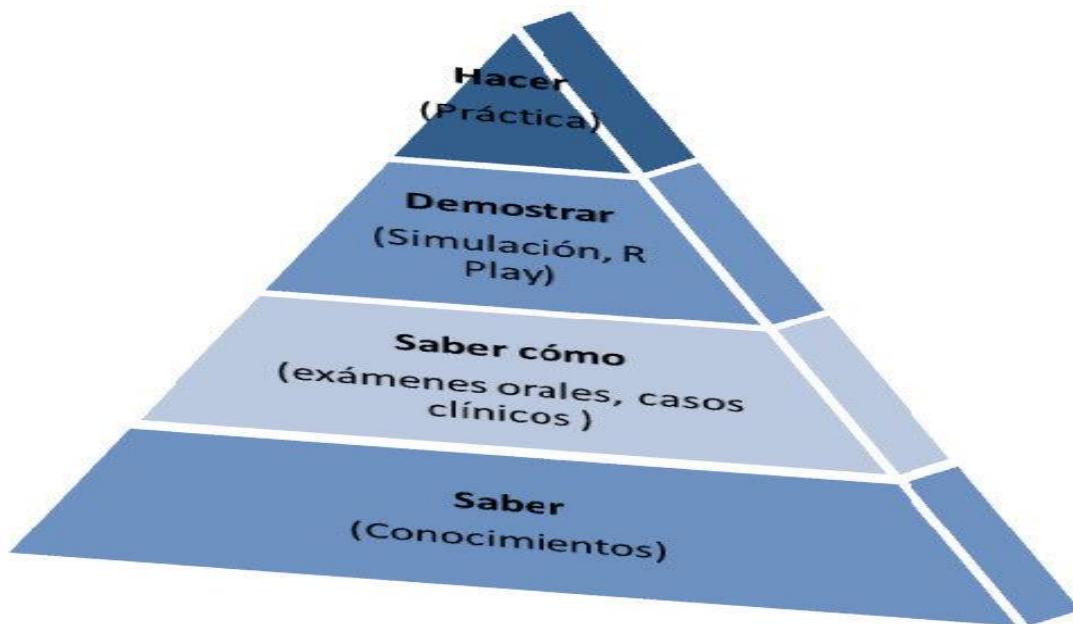 Hacer
(Práctica)
Demostrar
(Simulación, R
Play)
Saber cómo
(exámenes orales, casos
clínicos )
Saber
(Conocimientos)